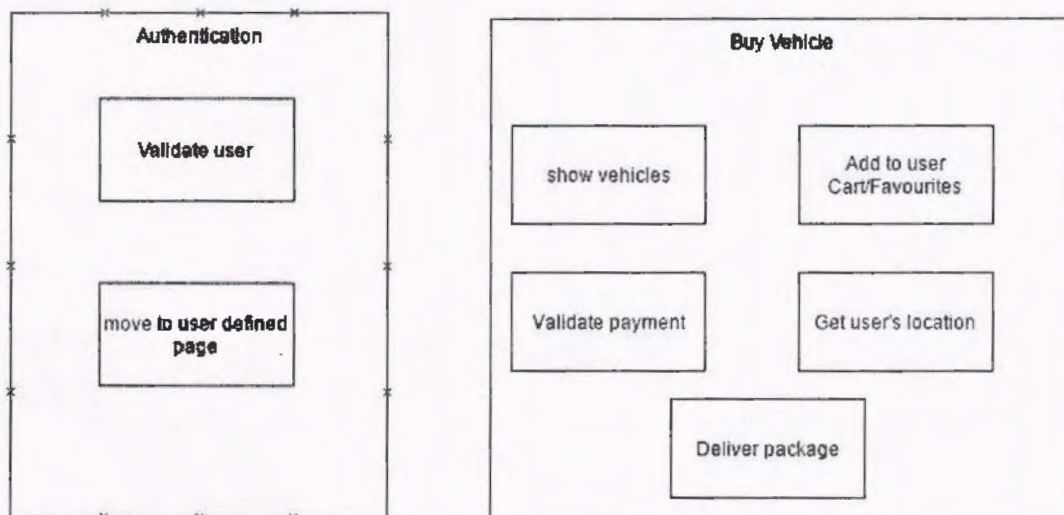 Authentication
Validate user
move to user defined
page
Buy Vehicle
show vehicles
Add to user
Cart/Favourites
Validate payment
Get user's location
Deliver package